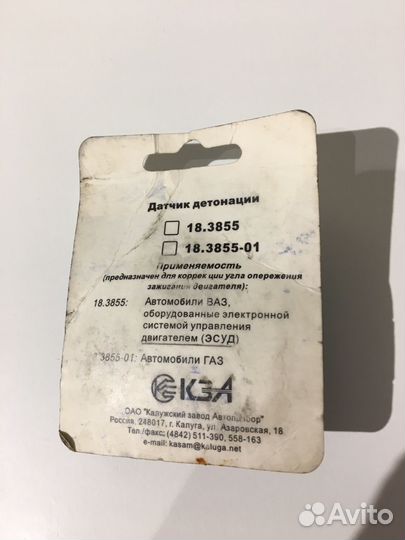 Датчик детонации
18.3855
18.3855-01
Применяемость
(предназначен для коррекции угла опережения
зажигания двигателя):
18.3855: Автомобили ВАЗ,
оборудованные электронной
системой управления
двигателем (ЭСУД)
3855-01: Автомобили ГАЗ
КЗА
ОАО "Калужский завод Автоприбор"
Россия, 248017, г. Калуга, ул. Азаровская, 18
Тел./факс: (4842) 511-390, 558-163
e-mail: kasam@kaluga.net
Avito